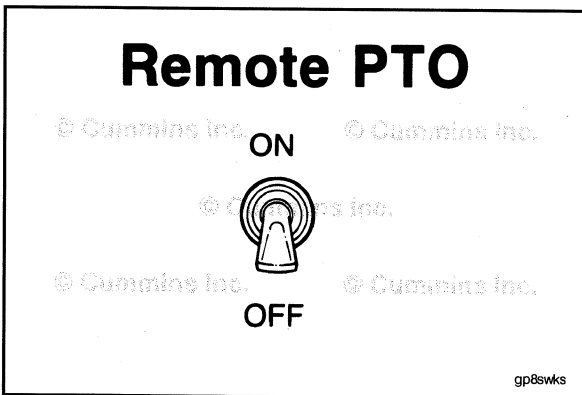 Remote PTO
© Cummins Inc. © Cummins Inc.
ON
© Cummins Inc.
© Cummins Inc. © Cummins Inc.
OFF
gp8swks